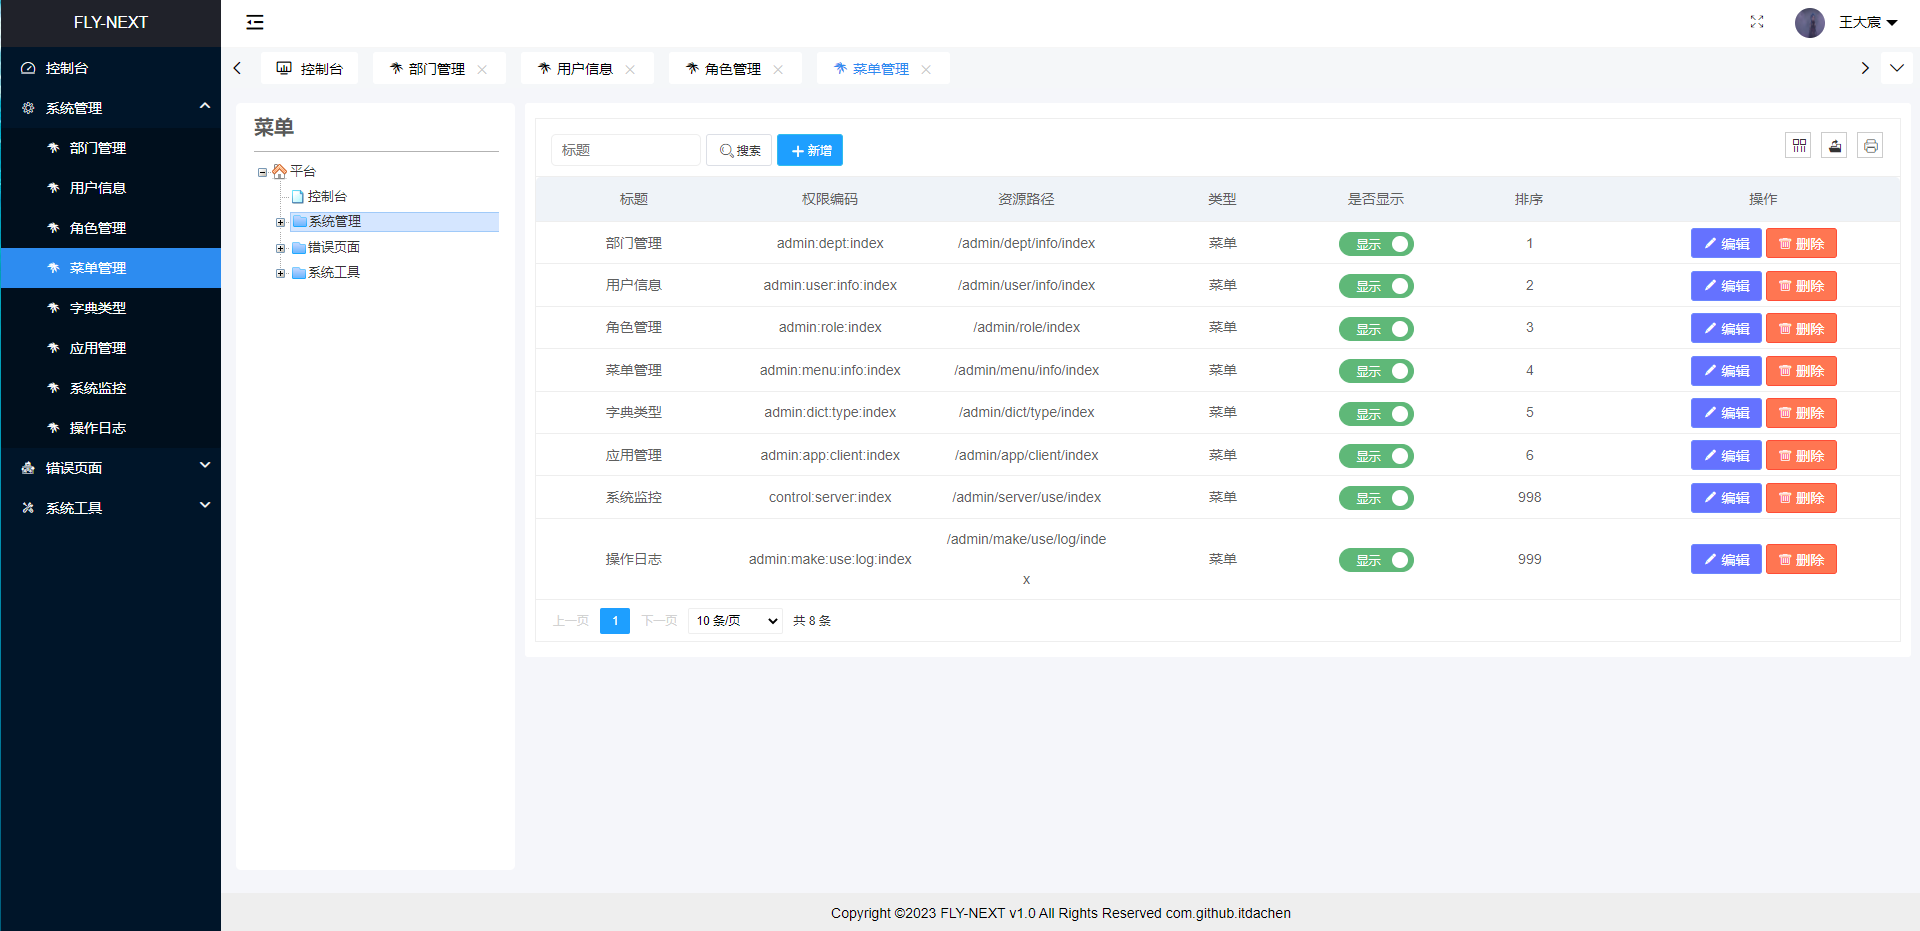 FLY-NEXT
王大宸
控制台
系统管理
部门管理
用户信息
角色管理
菜单管理
字典类型
应用管理
系统监控
操作日志
错误页面
系统工具
控制台 部门管理 用户信息 角色管理 菜单管理
菜单
平台
控制台
系统管理
错误页面
系统工具
标题 搜索 新增
标题 权限编码 资源路径 类型 是否显示 排序 操作
部门管理 admin:dept:index /admin/dept/info/index 菜单 显示 1 编辑 删除
用户信息 admin:user:info:index /admin/user/info/index 菜单 显示 2 编辑 删除
角色管理 admin:role:index /admin/role/index 菜单 显示 3 编辑 删除
菜单管理 admin:menu:info:index /admin/menu/info/index 菜单 显示 4 编辑 删除
字典类型 admin:dict:type:index /admin/dict/type/index 菜单 显示 5 编辑 删除
应用管理 admin:app:client:index /admin/app/client/index 菜单 显示 6 编辑 删除
系统监控 control:server:index /admin/server/use/index 菜单 显示 998 编辑 删除
/admin/make/use/log/inde
操作日志 admin:make:use:log:index 菜单 显示 999 编辑 删除
x
上一页 1 下一页 10 条/页 共 8 条
Copyright ©2023 FLY-NEXT v1.0 All Rights Reserved com.github.itdachen